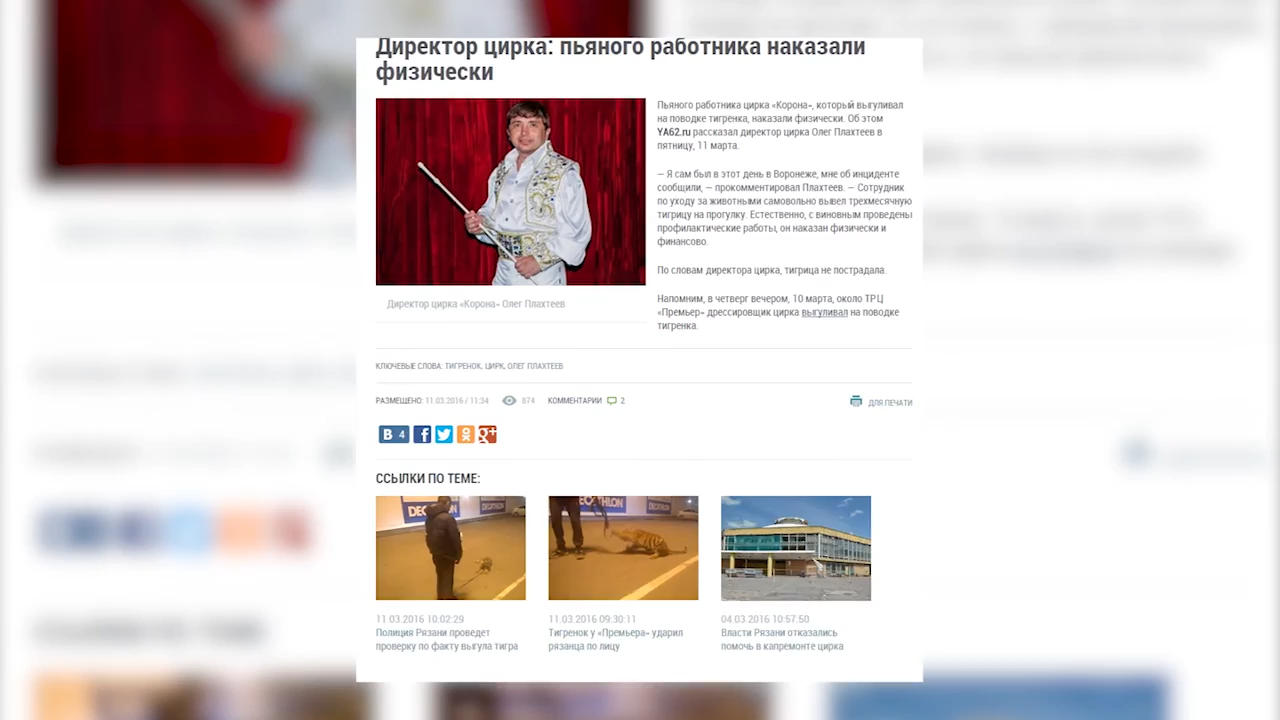 Директор цирка: пьяного работника наказали
физически
Пьяного работника цирка «Корона», который выгуливал
на поводке тигренка, наказали физически. Об этом
YA62.ru рассказал директор цирка Олег Плахтеев в
пятницу, 11 марта.
— Я сам был в этот день в Воронеже, мне об инциденте
сообщили, — прокомментировал Плахтеев. — Сотрудник
по уходу за животными самовольно вывел трехмесячную
тигрицу на прогулку. Естественно, с виновным проведены
профилактические работы, он наказан физически и
финансово.
По словам директора цирка, тигрица не пострадала.
Напомним, в четверг вечером, 10 марта, около ТРЦ
«Премьер» дрессировщик цирка выгуливал на поводке
тигренка.
Директор цирка «Корона» Олег Плахтеев
КЛЮЧЕВЫЕ СЛОВА: ТИГРЕНОК, ЦИРК, ОЛЕГ ПЛАХТЕЕВ
РАЗМЕЩЕНО: 11.03.2016 / 11:34 874 КОММЕНТАРИИ 2 ДЛЯ ПЕЧАТИ
В 4
ССЫЛКИ ПО ТЕМЕ:
DECATHLON
11.03.2016 10:02:29
Полиция Рязани проведет
проверку по факту выгула тигра
11.03.2016 09:30:11
Тигренок у «Премьера» ударил
рязанца по лицу
04.03.2016 10:57:50
Власти Рязани отказались
помочь в капремонте цирка